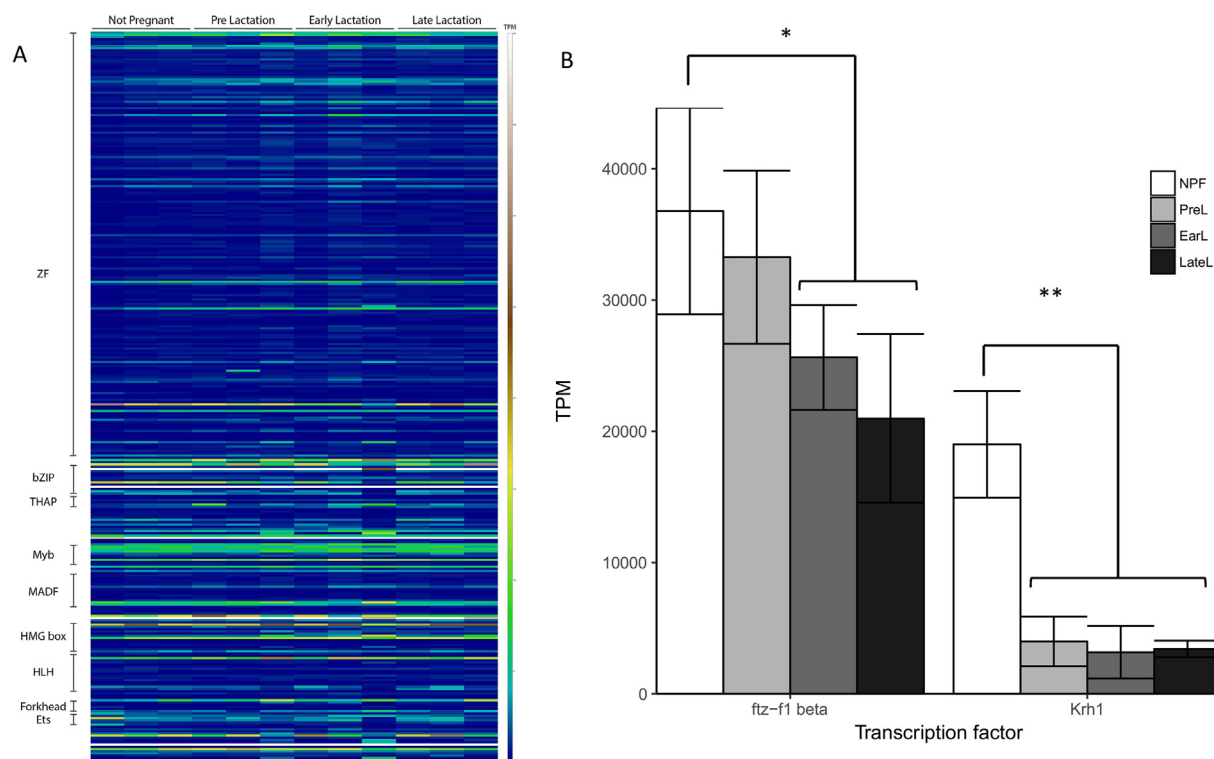 Not Pregnant Pre Lactation Early Lactation Late Lactation TPM
A
ZF
bZIP
THAP
Myb
MADF
HMG box
HLH
Forkhead
Ets
B
*
**
NPF
PreL
EarL
LateL
TPM
40000
30000
20000
10000
0
ftz-f1 beta Krh1
Transcription factor